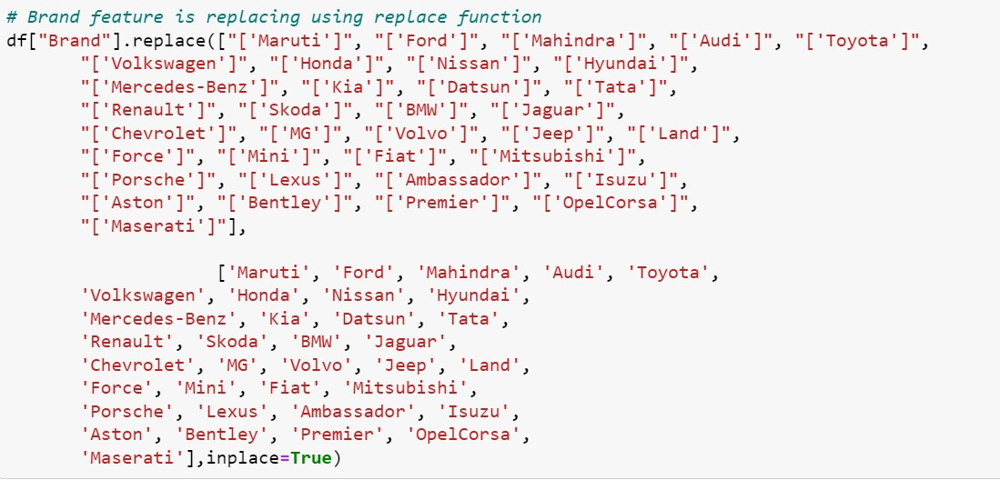 # Brand feature is replacing using replace function
df["Brand"].replace(["['Maruti']", "['Ford']", "['Mahindra']", "['Audi']", "['Toyota']",
"['Volkswagen']", "['Honda']", "['Nissan']", "['Hyundai']",
"['Mercedes-Benz']", "['Kia']", "['Datsun']", "['Tata']",
"['Renault']", "['Skoda']", "['BMW']", "['Jaguar']",
"['Chevrolet']", "['MG']", "['Volvo']", "['Jeep']", "['Land']",
"['Force']", "['Mini']", "['Fiat']", "['Mitsubishi']",
"['Porsche']", "['Lexus']", "['Ambassador']", "['Isuzu']",
"['Aston']", "['Bentley']", "['Premier']", "['OpelCorsa']",
"['Maserati']"],
['Maruti', 'Ford', 'Mahindra', 'Audi', 'Toyota',
'Volkswagen', 'Honda', 'Nissan', 'Hyundai',
'Mercedes-Benz', 'Kia', 'Datsun', 'Tata',
'Renault', 'Skoda', 'BMW', 'Jaguar',
'Chevrolet', 'MG', 'Volvo', 'Jeep', 'Land',
'Force', 'Mini', 'Fiat', 'Mitsubishi',
'Porsche', 'Lexus', 'Ambassador', 'Isuzu',
'Aston', 'Bentley', 'Premier', 'OpelCorsa',
'Maserati'],inplace=True)